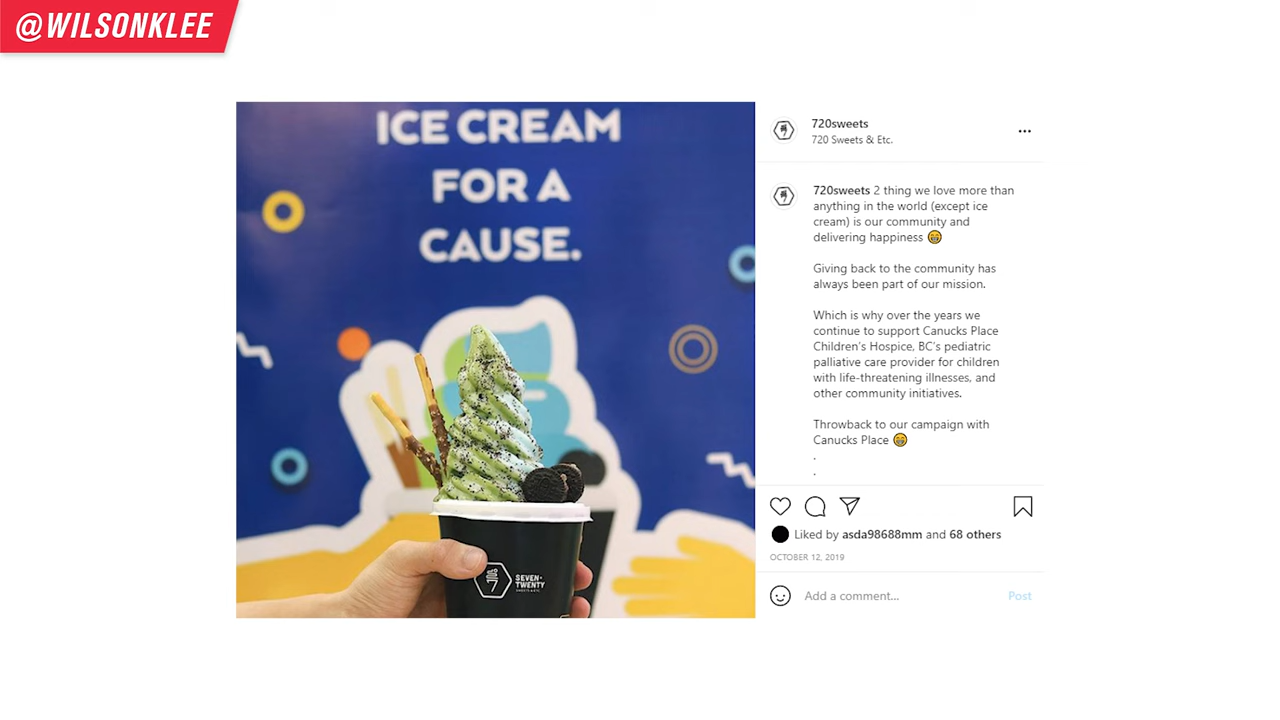 @WILSONKLEE
ICE CREAM
FOR A
CAUSE.
SEVEN-
TWENTY
SWEETS & ETC.
720sweets
720 Sweets & Etc.
720sweets 2 thing we love more than
anything in the world (except ice
cream) is our community and
delivering happiness 😁
Giving back to the community has
always been part of our mission.
Which is why over the years we
continue to support Canucks Place
Children's Hospice, BC's pediatric
palliative care provider for children
with life-threatening illnesses, and
other community initiatives.
Throwback to our campaign with
Canucks Place 😁
.
.
Liked by asda98688mm and 68 others
OCTOBER 12, 2019
Add a comment...
Post